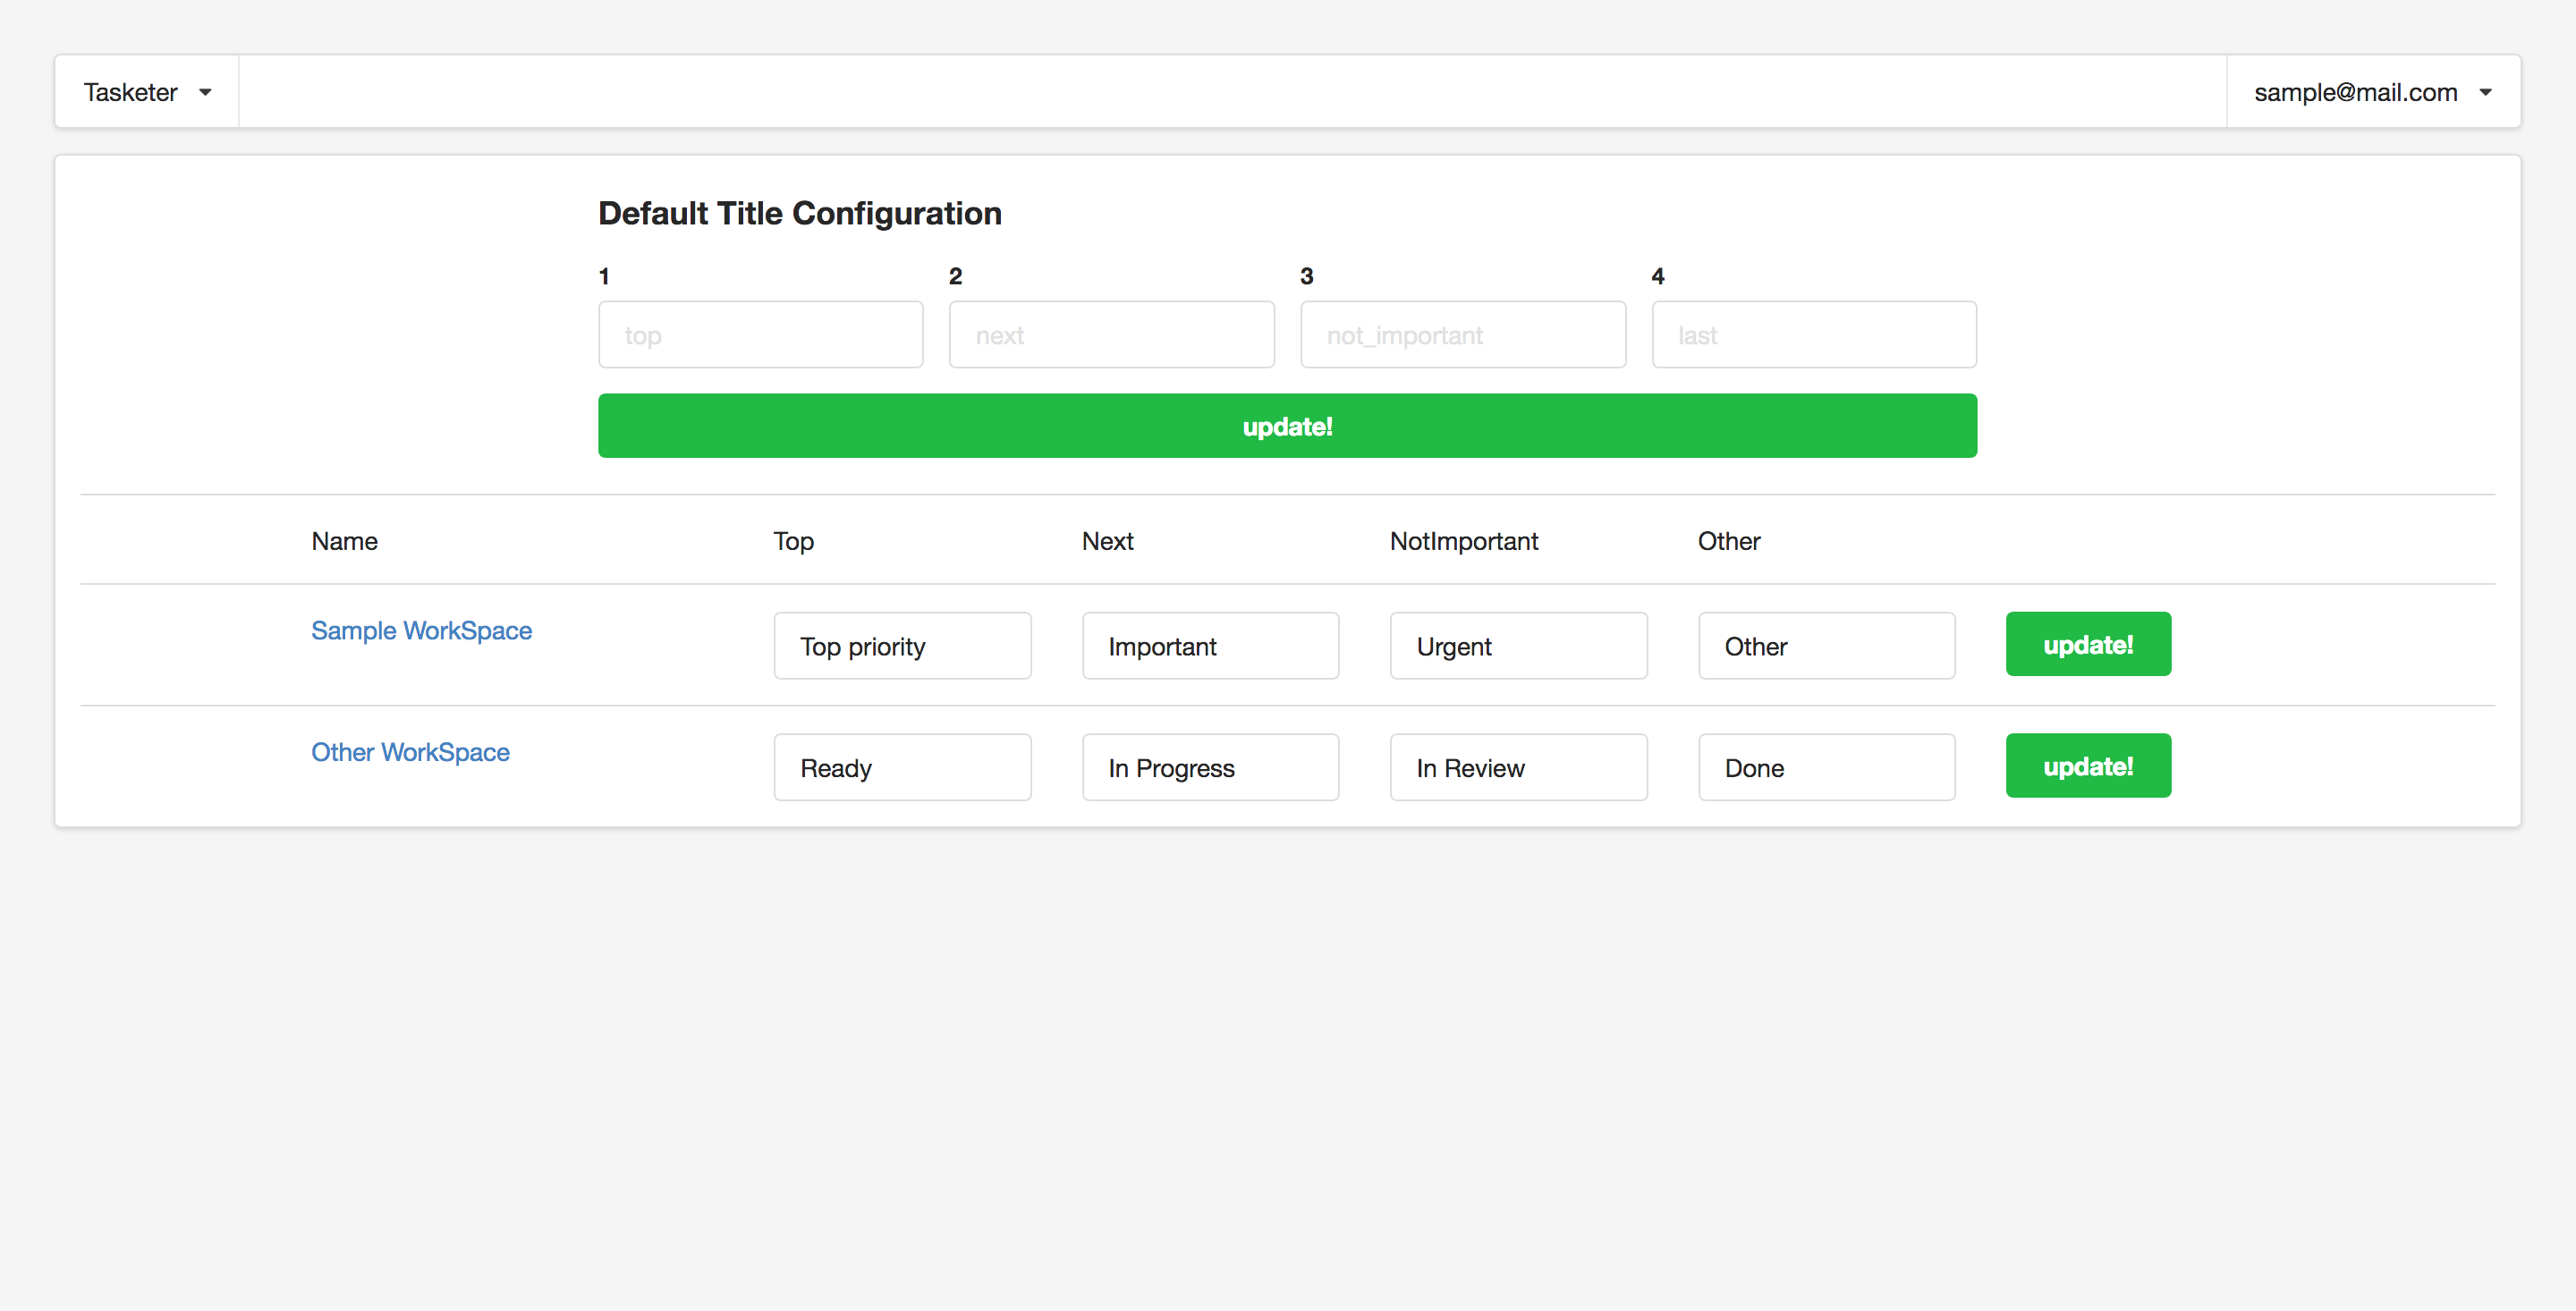 Tasketer sample@mail.com
Default Title Configuration
1 2 3 4
top next not_important last
update!
Name Top Next NotImportant Other
Sample WorkSpace Top priority Important Urgent Other update!
Other WorkSpace Ready In Progress In Review Done update!